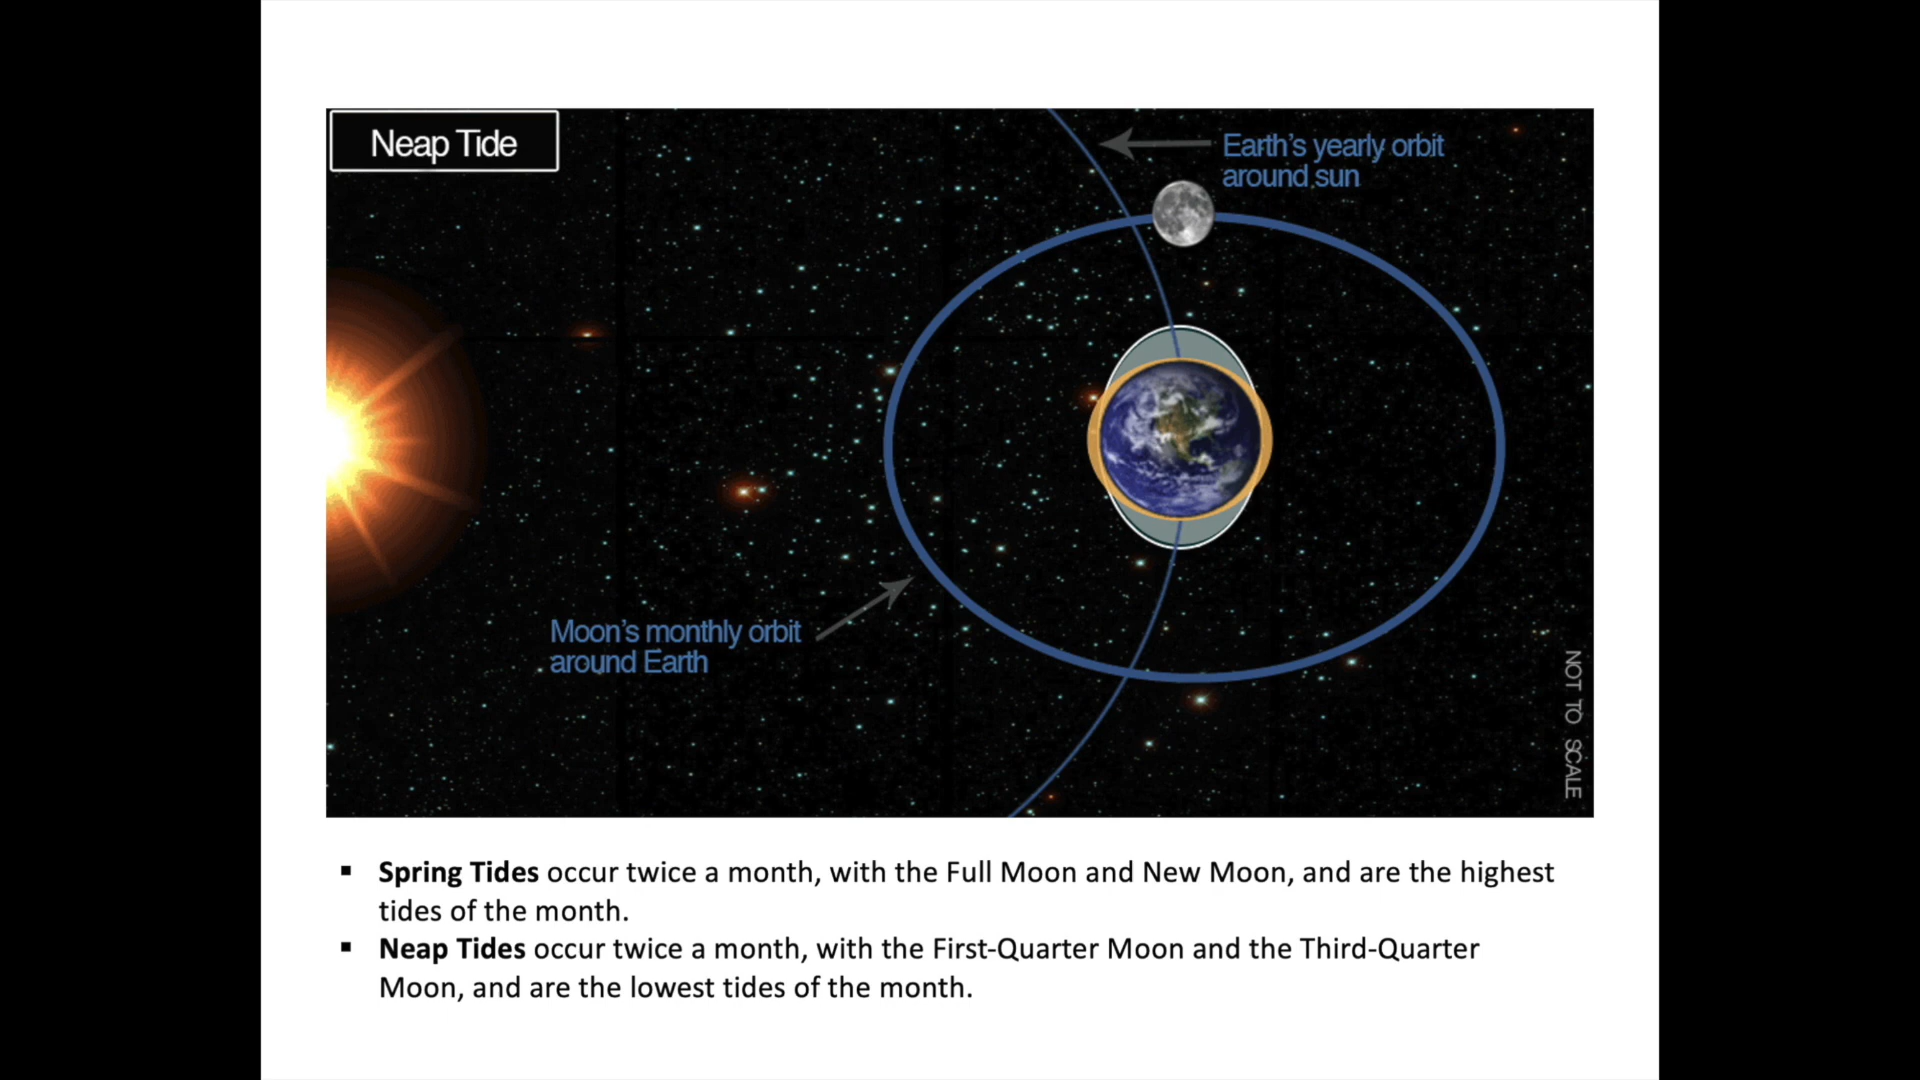 Neap Tide
Earth's yearly orbit
around sun
Moon's monthly orbit
around Earth
NOT TO SCALE
▪ Spring Tides occur twice a month, with the Full Moon and New Moon, and are the highest
tides of the month.
▪ Neap Tides occur twice a month, with the First-Quarter Moon and the Third-Quarter
Moon, and are the lowest tides of the month.